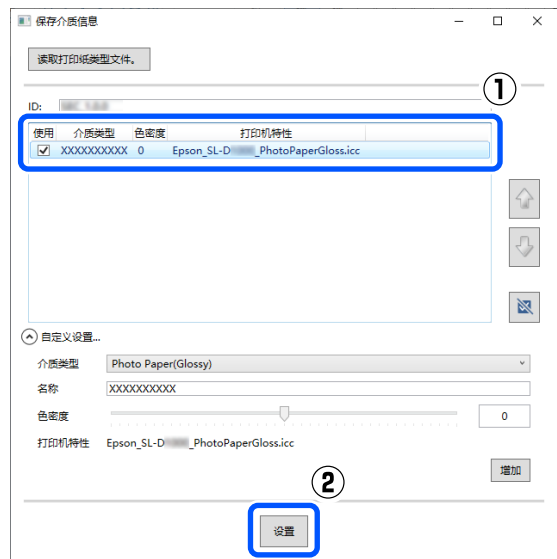 保存介质信息
读取打印纸类型文件。
①
ID:
使用 介质类型 色密度 打印机特性
XXXXXXXXXX 0 Epson_SL-D _PhotoPaperGloss.icc
自定义设置...
介质类型 Photo Paper(Glossy)
名称 XXXXXXXXXX
色密度 0
打印机特性 Epson_SL-D _PhotoPaperGloss.icc
增加
②
设置